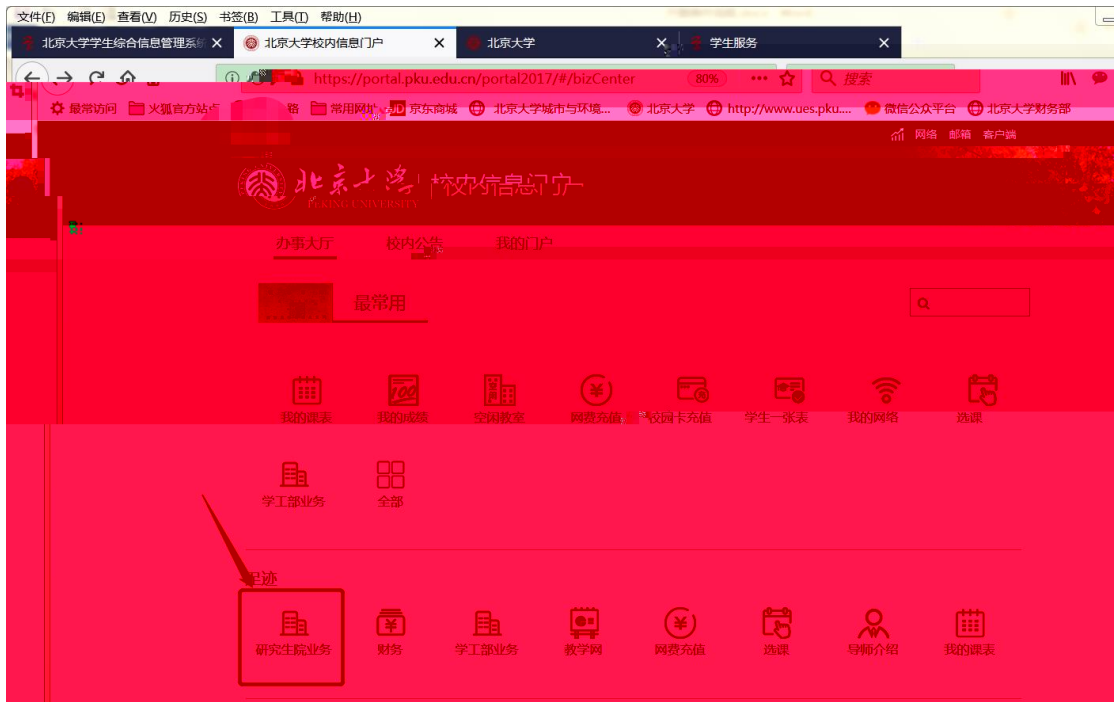 文件(F) 编辑(E) 查看(V) 历史(S) 书签(B) 工具(T) 帮助(H)
北京大学学生综合信息管理系统 北京大学校内信息门户 北京大学 学生服务
https://portal.pku.edu.cn/portal2017/#/bizCenter 80% 搜索
最常访问 火狐官方站点 常用网址 JD 京东商城 北京大学城市与环境... 北京大学 http://www.ues.pku.... 微信公众平台 北京大学财务部
网络 邮箱 客户端
北京大学 校内信息门户
PEKING UNIVERSITY
办事大厅 校内公告 我的门户
最常用
我的课表 我的成绩 空闲教室 网费充值 校园卡充值 学生一张表 我的网络 选课
学工部业务 全部
足迹
研究生院业务 财务 学工部业务 教学网 网费充值 选课 导师介绍 我的课表